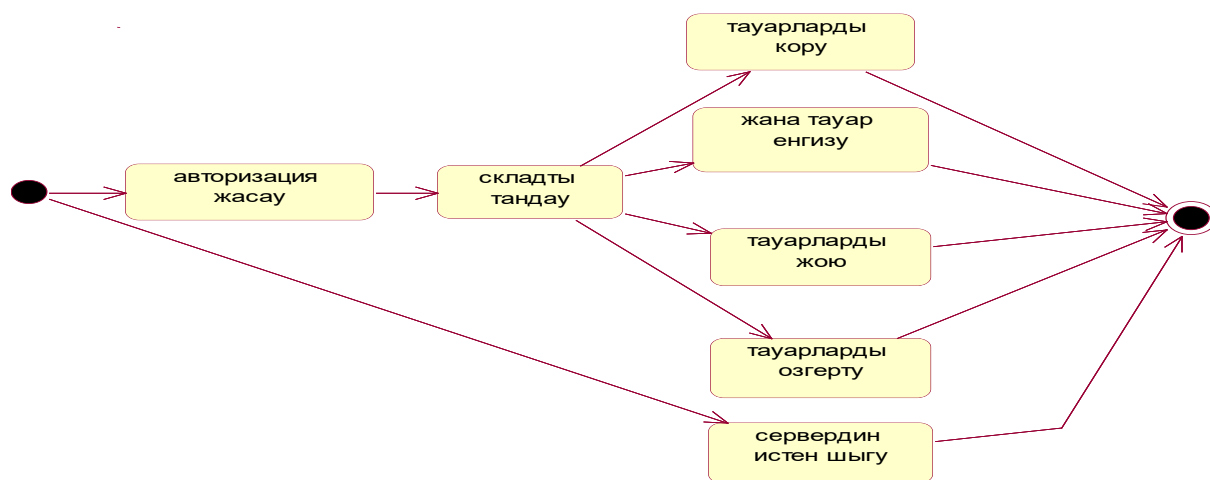 тауарларды
кору
жана тауар
енгизу
авторизация
жасау
складты
тандау
тауарларды
жою
тауарларды
озгерту
сервердин
истен шыгу